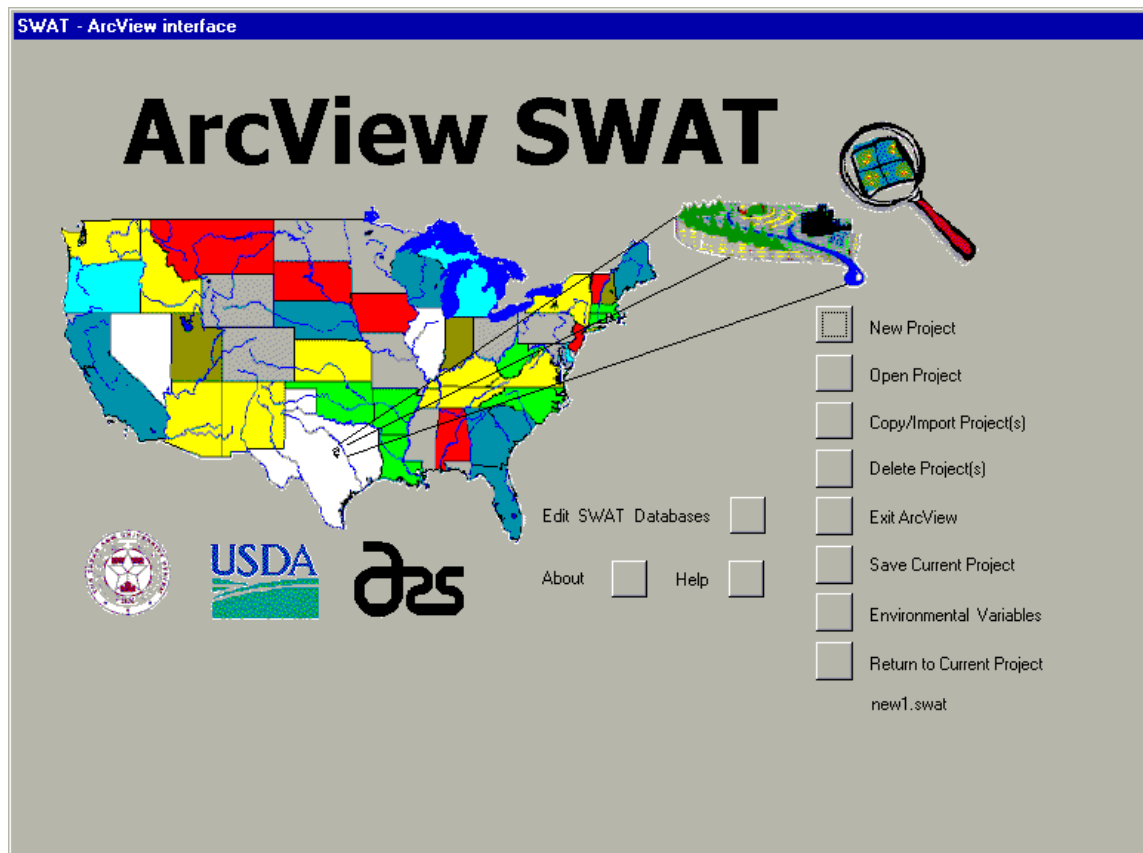 SWAT - ArcView interface
ArcView SWAT
New Project
Open Project
Copy/Import Project(s)
Delete Project(s)
Edit SWAT Databases
Exit ArcView
About
Help
Save Current Project
Environmental Variables
Return to Current Project
new1.swat
USDA
ars